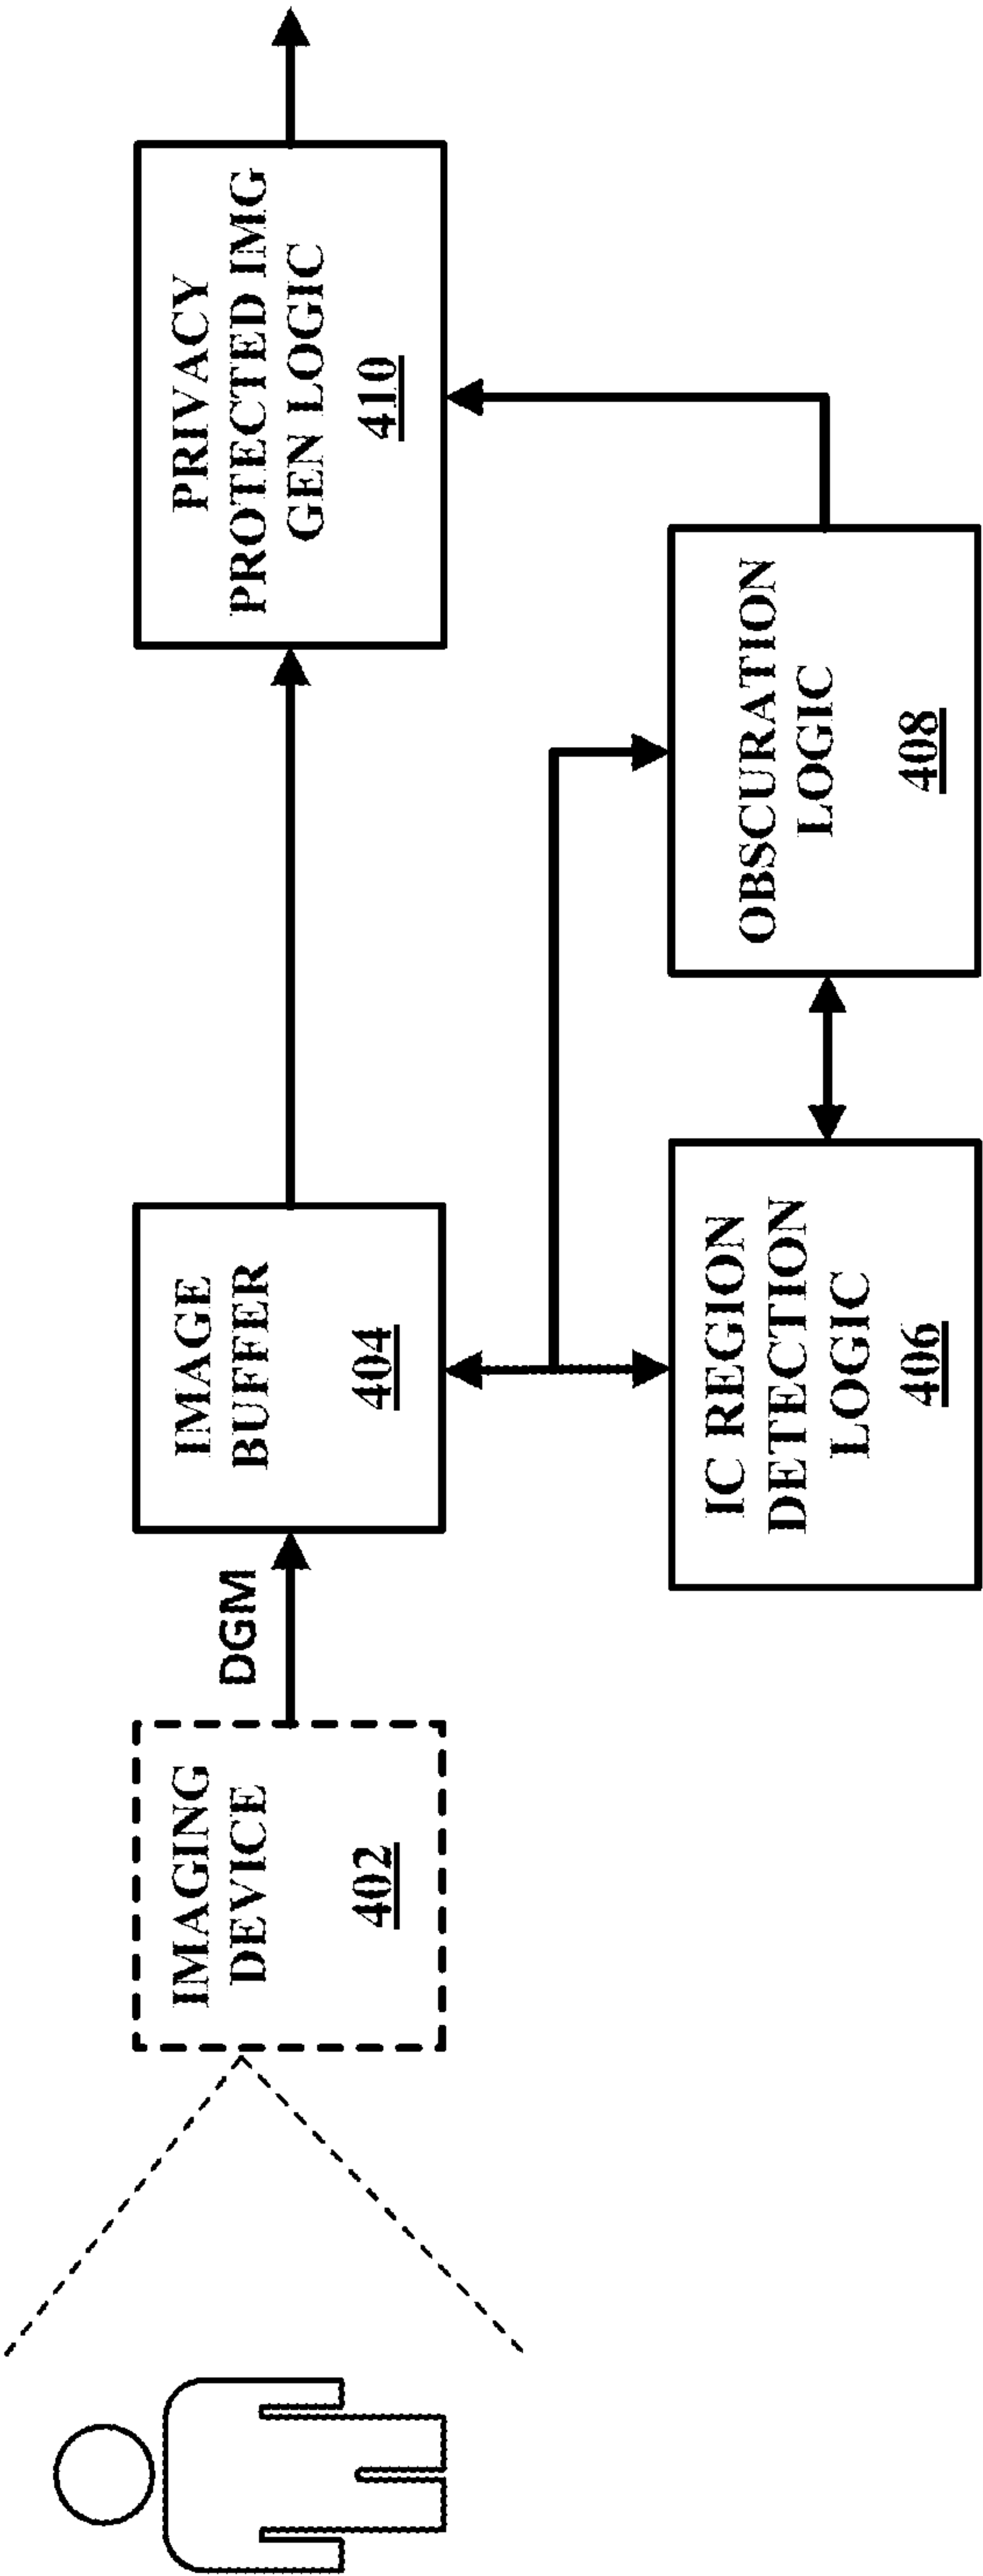 IMAGING
DEVICE
402
DGM
IMAGE
BUFFER
404
PRIVACY
PROTECTED IMG
GEN LOGIC
410
IC REGION
DETECTION
LOGIC
406
OBSCURATION
LOGIC
408